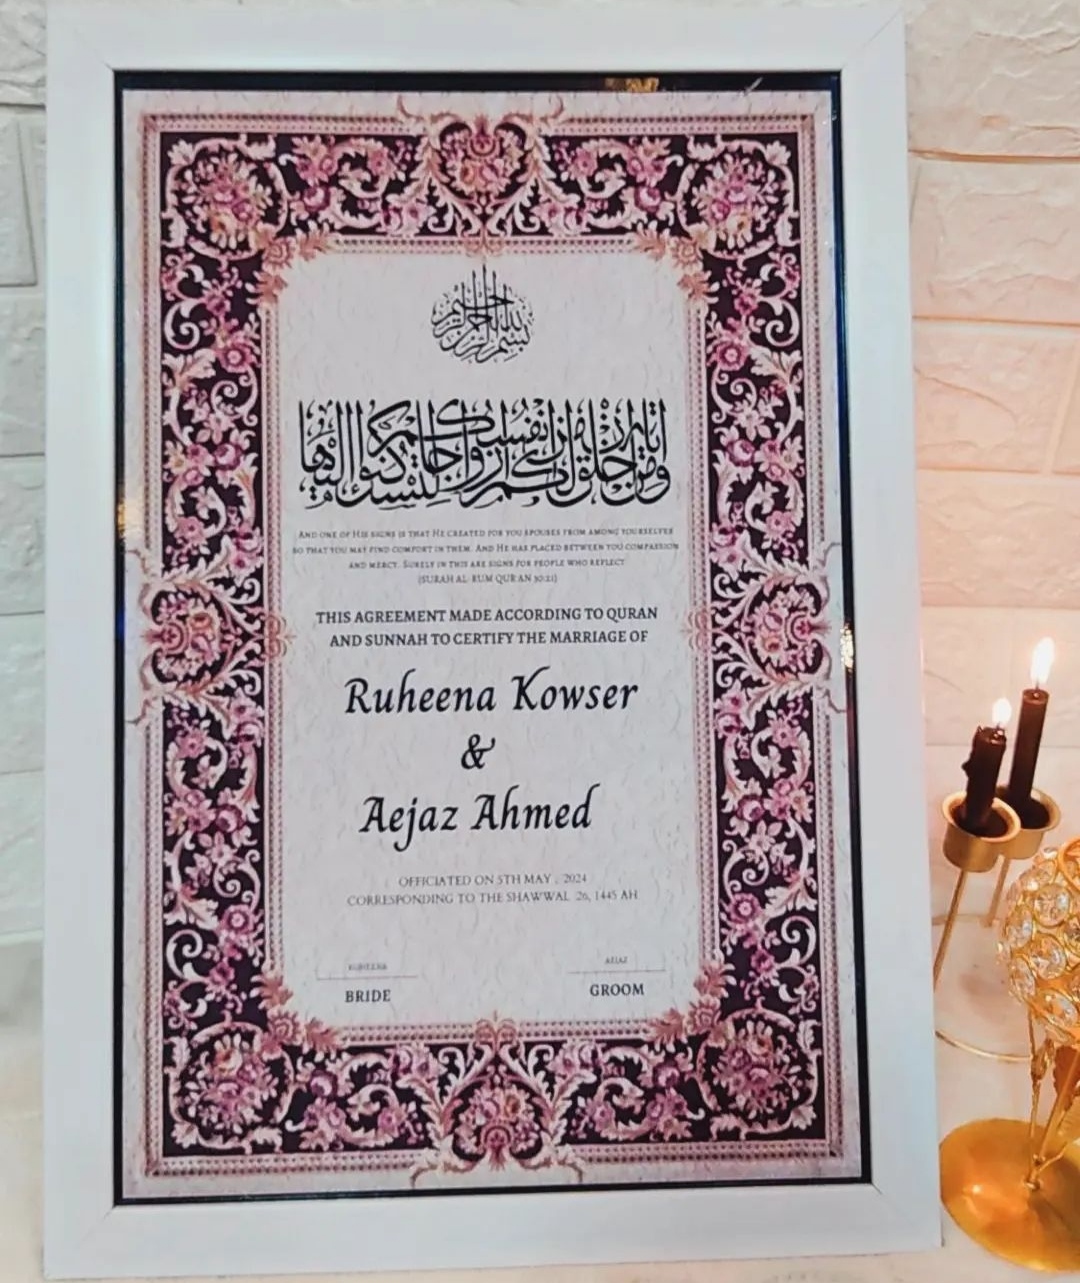 بسم الله الرحمن الرحيم
ومن آياته أن خلق لكم من أنفسكم أزواجا لتسكنوا إليها
And one of His signs is that He created for you spouses from among yourselves
so that you may find comfort in them. And He has placed between you compassion
and mercy. Surely in this are signs for people who reflect
(Surah Al-Rum Quran 30:21)
THIS AGREEMENT MADE ACCORDING TO QURAN
AND SUNNAH TO CERTIFY THE MARRIAGE OF
Ruheena Kowser
&
Aejaz Ahmed
OFFICIATED ON 5TH MAY , 2024
CORRESPONDING TO THE SHAWWAL 26, 1445 AH
RUHEENA
AEJAZ
BRIDE
GROOM